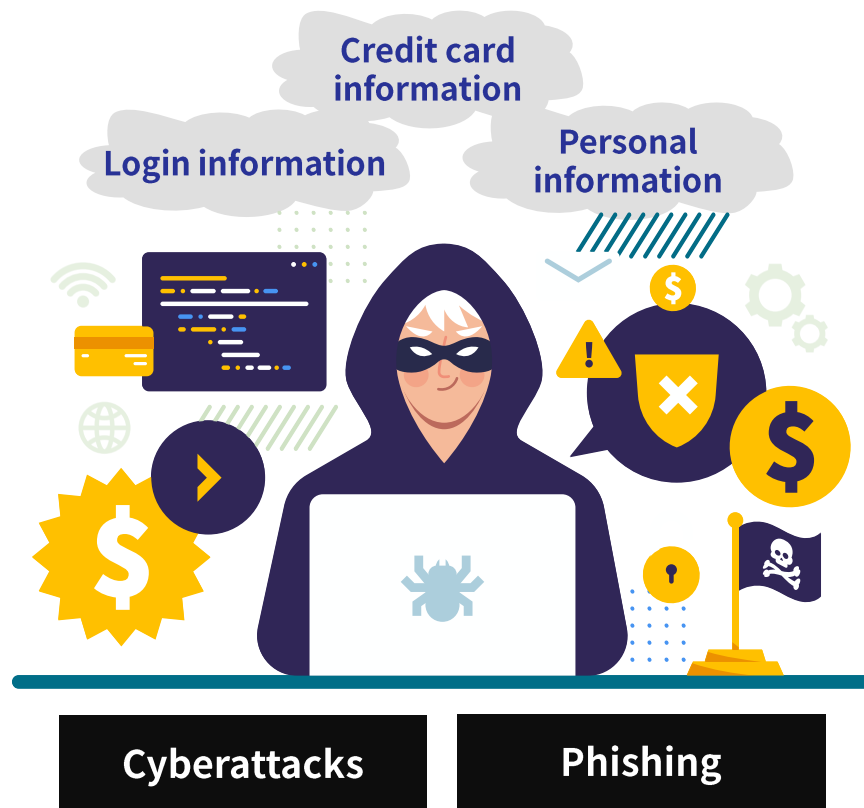 Credit card
information
Login information
Personal
information
$
!
$
$
Cyberattacks
Phishing